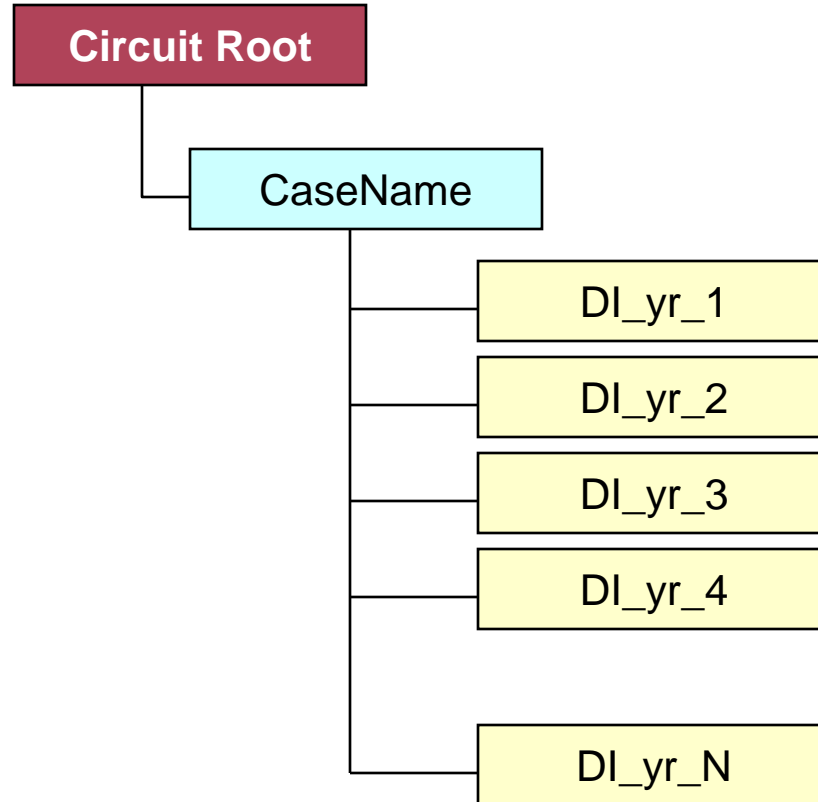 Circuit Root
CaseName
DI_yr_1
DI_yr_2
DI_yr_3
DI_yr_4
DI_yr_N